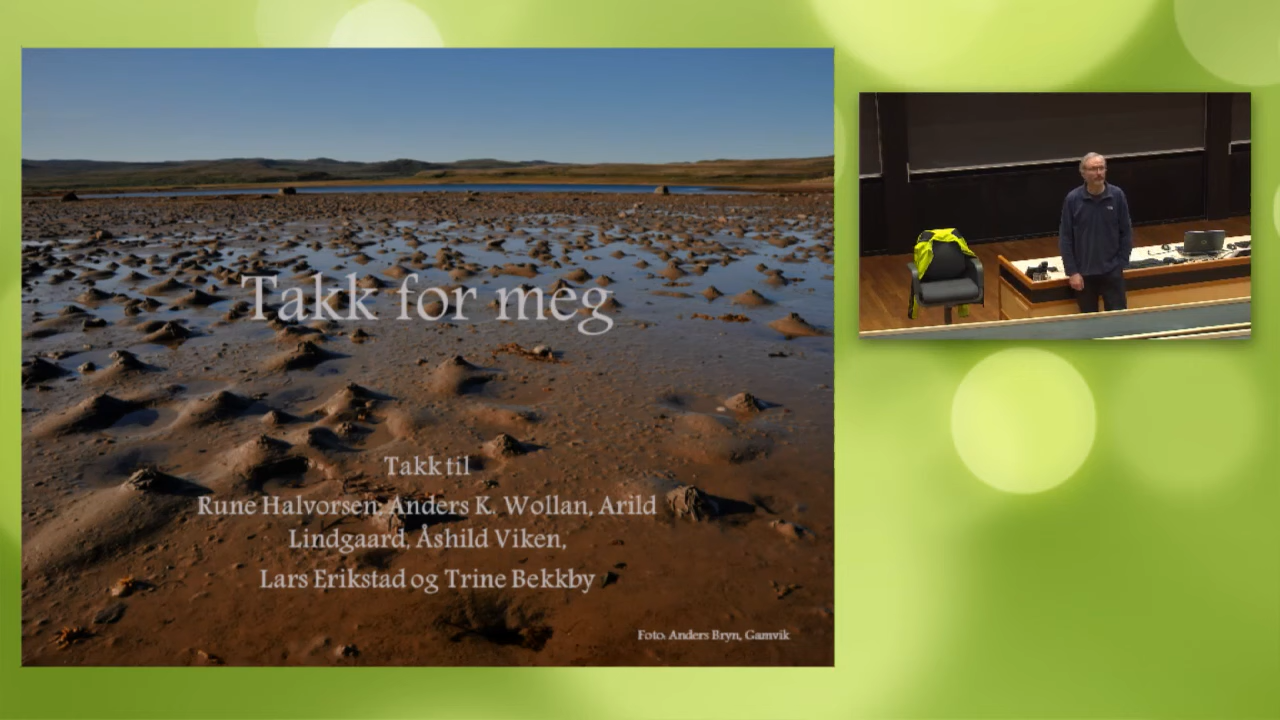 Takk for meg
Takk til
Rune Halvorsen, Anders K. Wollan, Arild
Lindgaard, Åshild Viken,
Lars Erikstad og Trine Bekkby
Foto: Anders Bryn, Gamvik